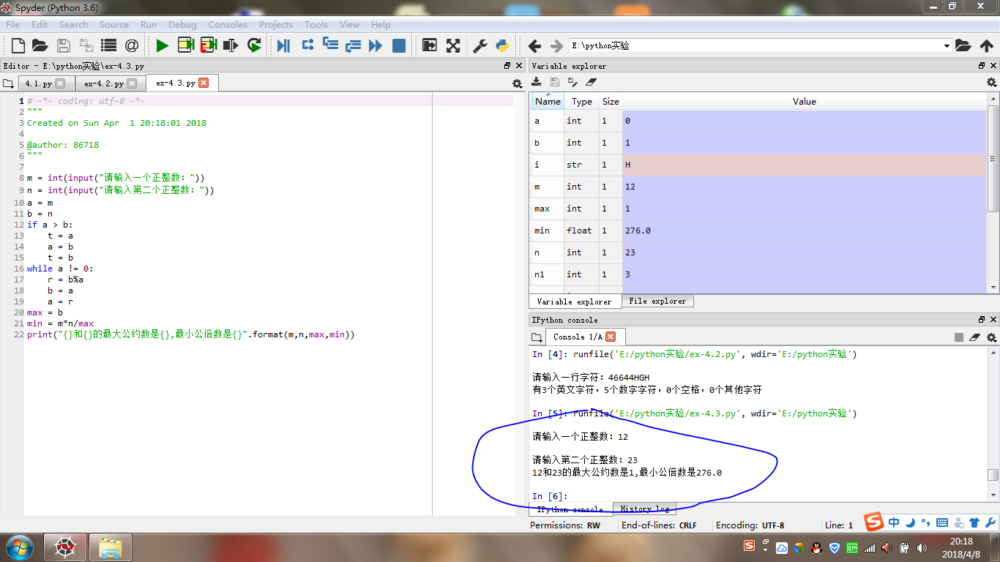 Spyder (Python 3.6)
File Edit Search Source Run Debug Consoles Projects Tools View Help
E:\python实验
Editor - E:\python实验\ex-4.3.py
4.1.py ex-4.2.py ex-4.3.py
1 # -*- coding: utf-8 -*-
2 """
3 Created on Sun Apr  1 20:18:01 2018
4
5 @author: 86718
6 """
7
8 m = int(input("请输入一个正整数: "))
9 n = int(input("请输入第二个正整数: "))
10 a = m
11 b = n
12 if a > b:
13     t = a
14     a = b
15     t = b
16 while a != 0:
17     r = b%a
18     b = a
19     a = r
20 max = b
21 min = m*n/max
22 print("{}和{}的最大公约数是{},最小公倍数是{}".format(m,n,max,min))
Variable explorer
Name Type Size Value
a int 1 0
b int 1 1
i str 1 H
m int 1 12
max int 1 1
min float 1 276.0
n int 1 23
n1 int 1 3
Variable explorer File explorer
IPython console
Console 1/A
In [4]: runfile('E:/python实验/ex-4.2.py', wdir='E:/python实验')
请输入一行字符: 46644HGH
有3个英文字符，5个数字字符，0个空格，0个其他字符
In [5]: runfile('E:/python实验/ex-4.3.py', wdir='E:/python实验')
请输入一个正整数: 12
请输入第二个正整数: 23
12和23的最大公约数是1,最小公倍数是276.0
In [6]:
IPython console History log
Permissions: RW End-of-lines: CRLF Encoding: UTF-8 Line: 1
中
20:18
2018/4/8